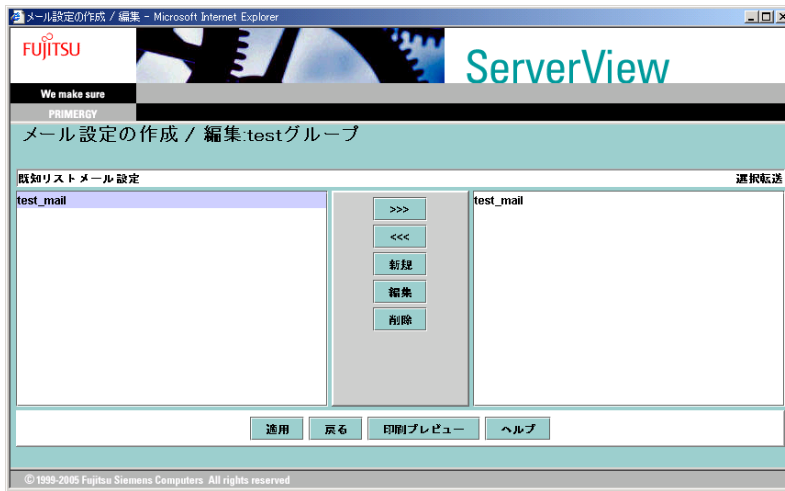 メール設定の作成 / 編集 - Microsoft Internet Explorer
FUJITSU
ServerView
We make sure
PRIMERGY
メール設定の作成 / 編集:testグループ
既知リストメール設定
選択転送
test_mail
>>>
test_mail
<<<
新規
編集
削除
適用
戻る
印刷プレビュー
ヘルプ
©1999-2005 Fujitsu Siemens Computers All rights reserved